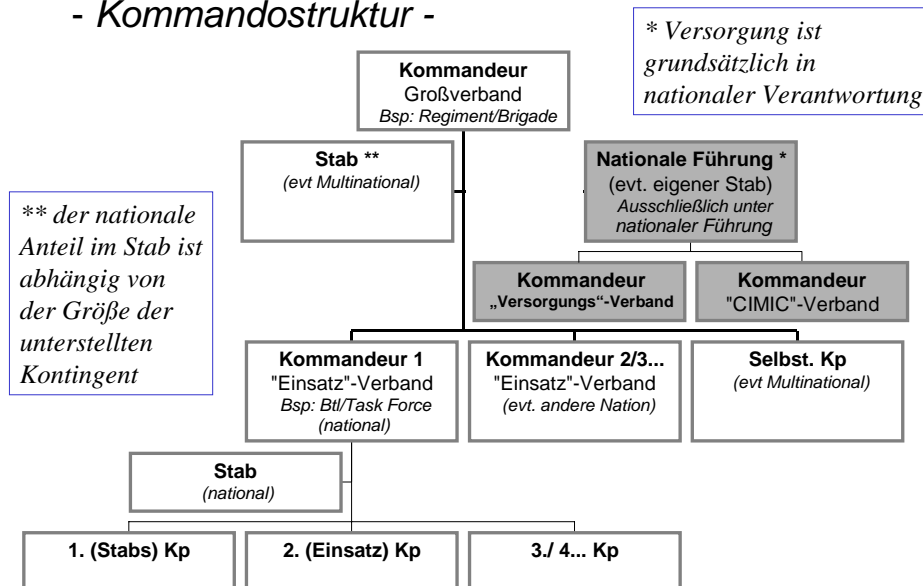 - Kommandostruktur -
* Versorgung ist
grundsätzlich in
nationaler Verantwortung
Kommandeur
Großverband
Bsp: Regiment/Brigade
Stab **
(evt Multinational)
Nationale Führung *
(evt. eigener Stab)
Ausschließlich unter
nationaler Führung
** der nationale
Anteil im Stab ist
abhängig von
der Größe der
unterstellten
Kontingent
Kommandeur
„Versorgungs"-Verband
Kommandeur
"CIMIC"-Verband
Kommandeur 1
"Einsatz"-Verband
Bsp: Btl/Task Force
(national)
Kommandeur 2/3...
"Einsatz"-Verband
(evt. andere Nation)
Selbst. Kp
(evt Multinational)
Stab
(national)
1. (Stabs) Kp
2. (Einsatz) Kp
3./ 4... Kp